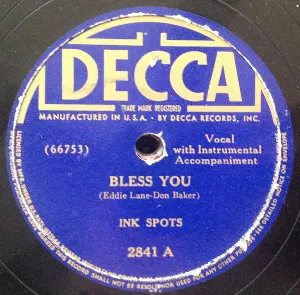 DECCA
TRADE MARK REGISTERED
MANUFACTURED IN U.S.A. - BY DECCA RECORDS, INC.
(66753)
Vocal
with Instrumental
Accompaniment
BLESS YOU
(Eddie Lane-Don Baker)
INK SPOTS
2841 A